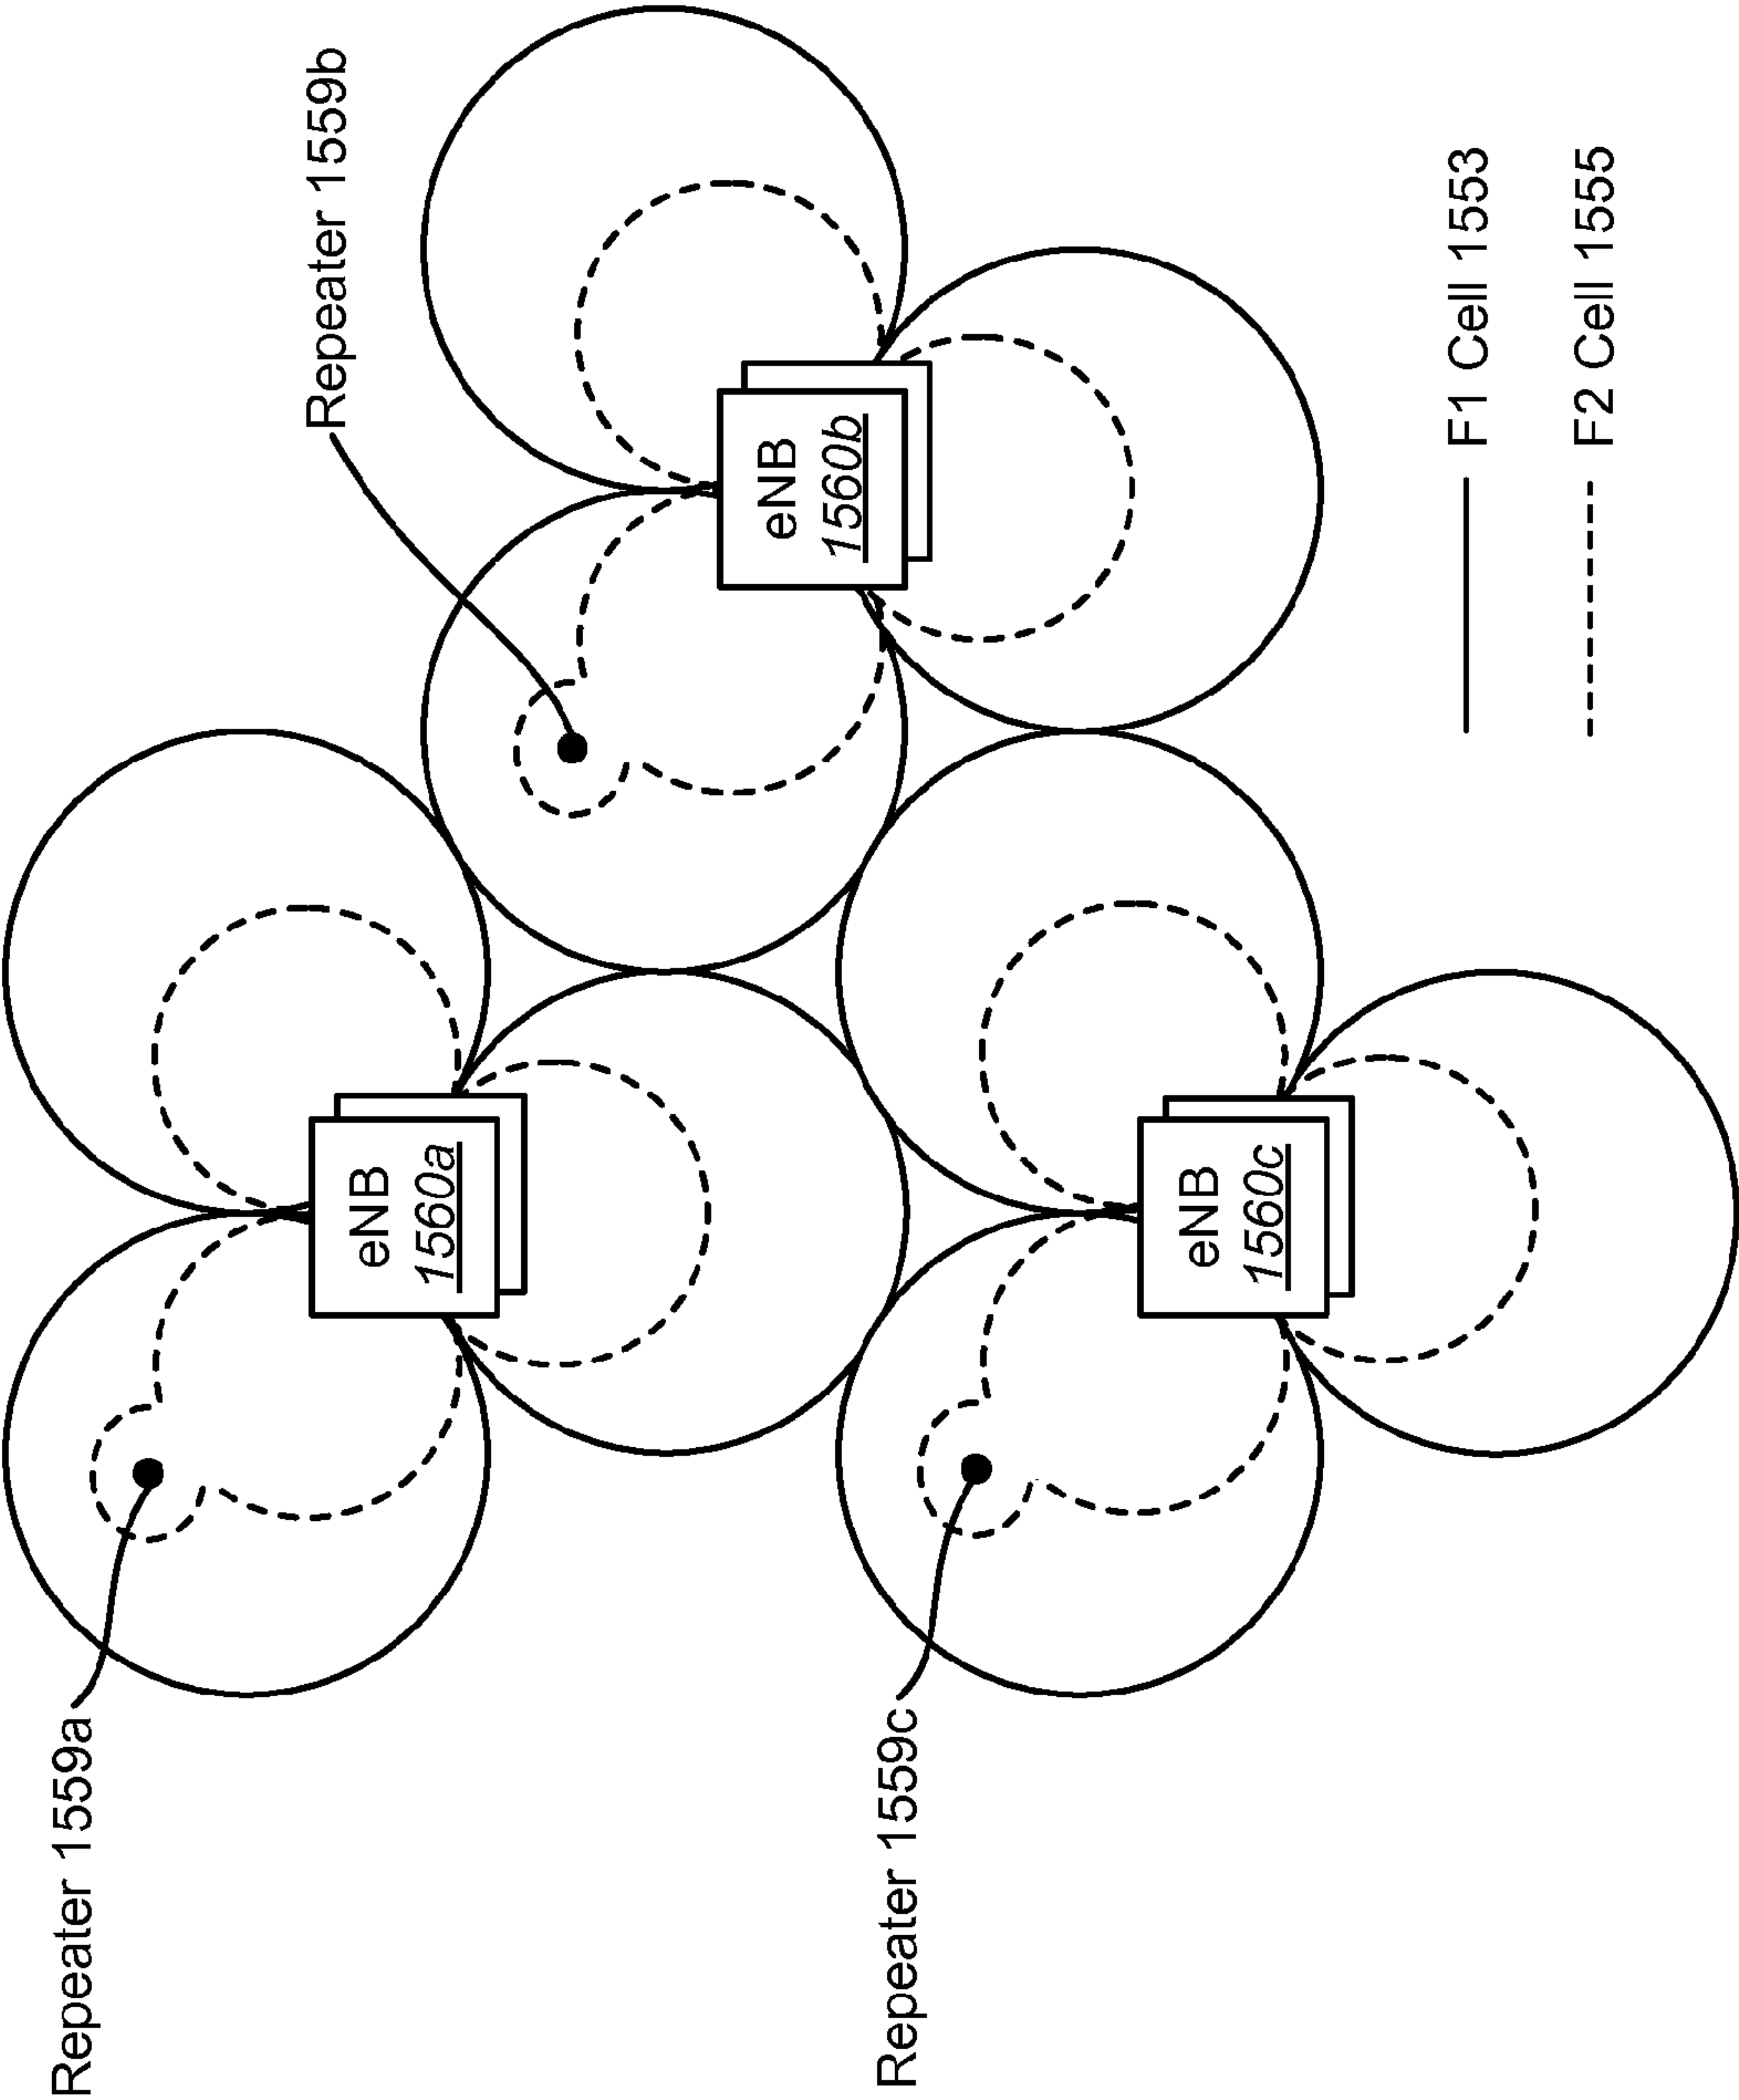 Repeater 1559a
Repeater 1559b
eNB
1560a
eNB
1560b
Repeater 1559c
eNB
1560c
F1 Cell 1553
F2 Cell 1555